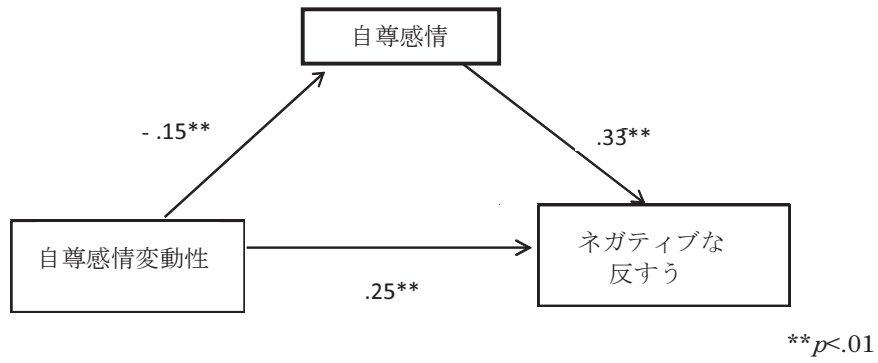 自尊感情
- .15**
.33**
自尊感情変動性
ネガティブな
反すう
.25**
**p<.01